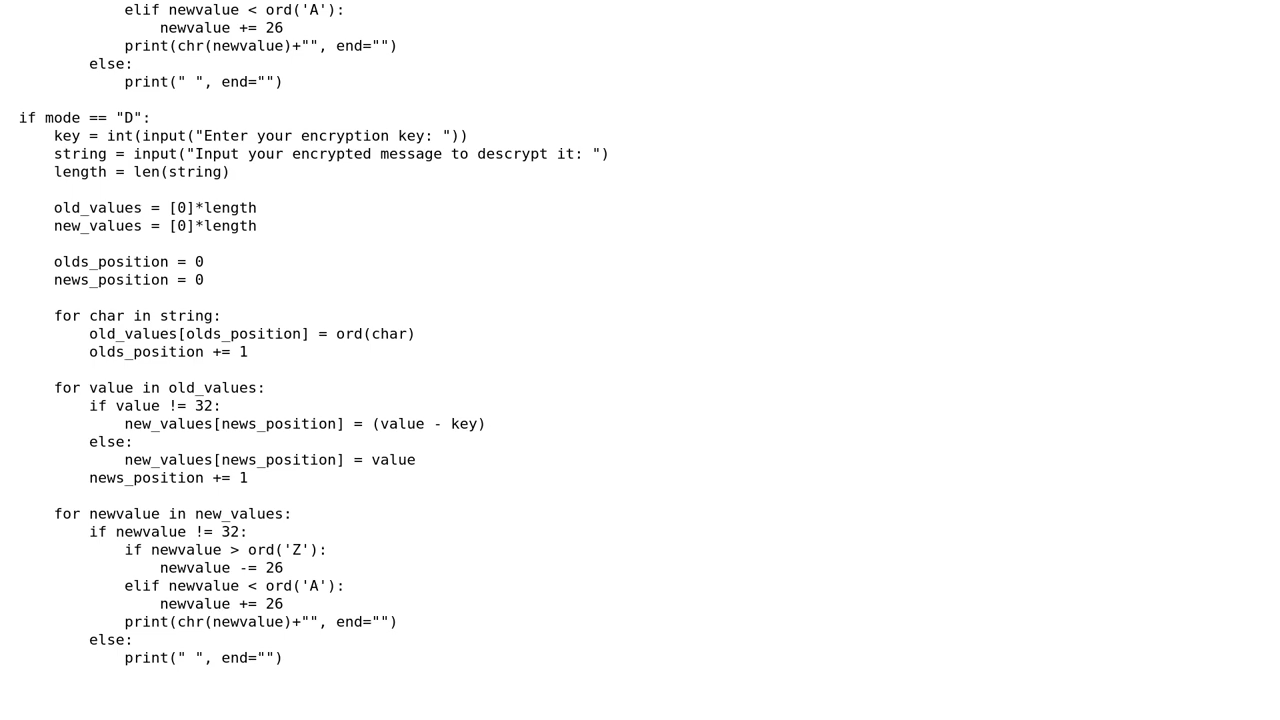 elif newvalue < ord('A'):
                newvalue += 26
            print(chr(newvalue)+"", end="")
        else:
            print(" ", end="")

if mode == "D":
    key = int(input("Enter your encryption key: "))
    string = input("Input your encrypted message to descrypt it: ")
    length = len(string)

    old_values = [0]*length
    new_values = [0]*length

    olds_position = 0
    news_position = 0

    for char in string:
        old_values[olds_position] = ord(char)
        olds_position += 1

    for value in old_values:
        if value != 32:
            new_values[news_position] = (value - key)
        else:
            new_values[news_position] = value
        news_position += 1

    for newvalue in new_values:
        if newvalue != 32:
            if newvalue > ord('Z'):
                newvalue -= 26
            elif newvalue < ord('A'):
                newvalue += 26
            print(chr(newvalue)+"", end="")
        else:
            print(" ", end="")